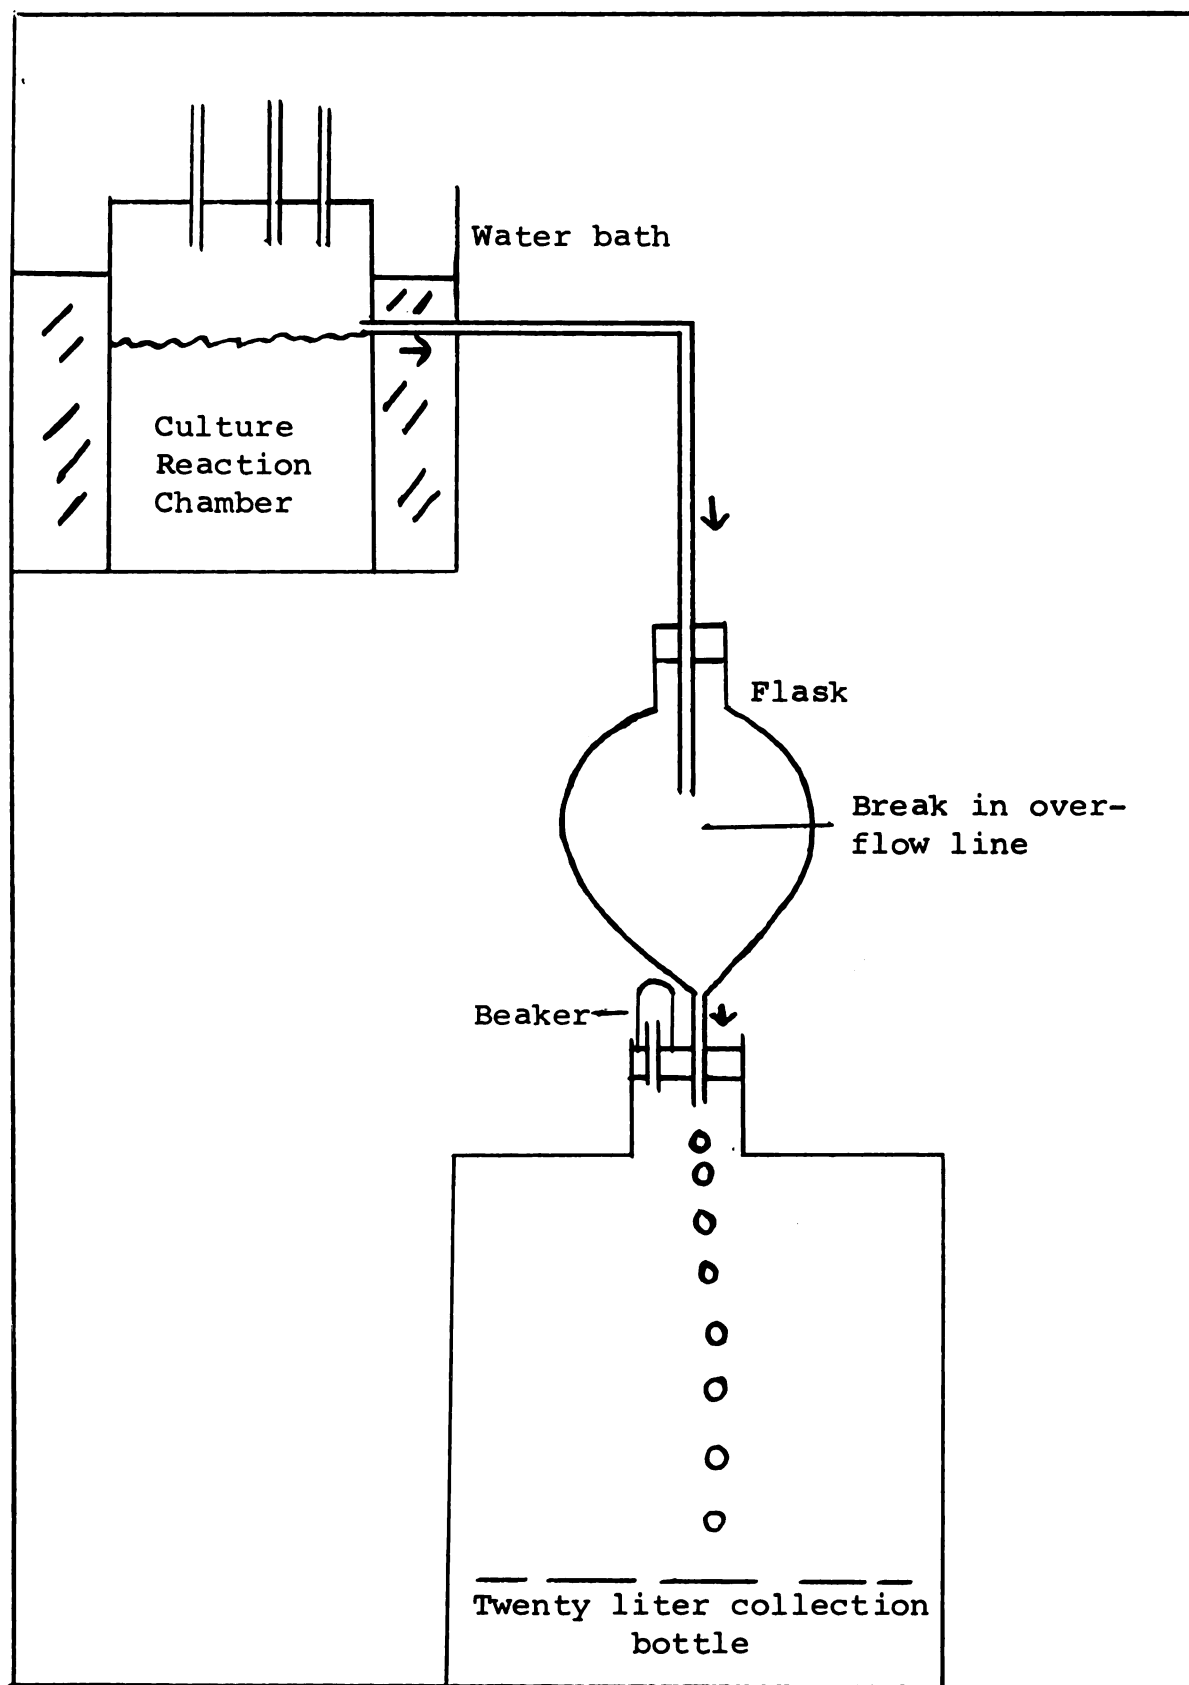 Water bath
Culture
Reaction
Chamber
Flask
Break in over-
flow line
Beaker
Twenty liter collection
bottle